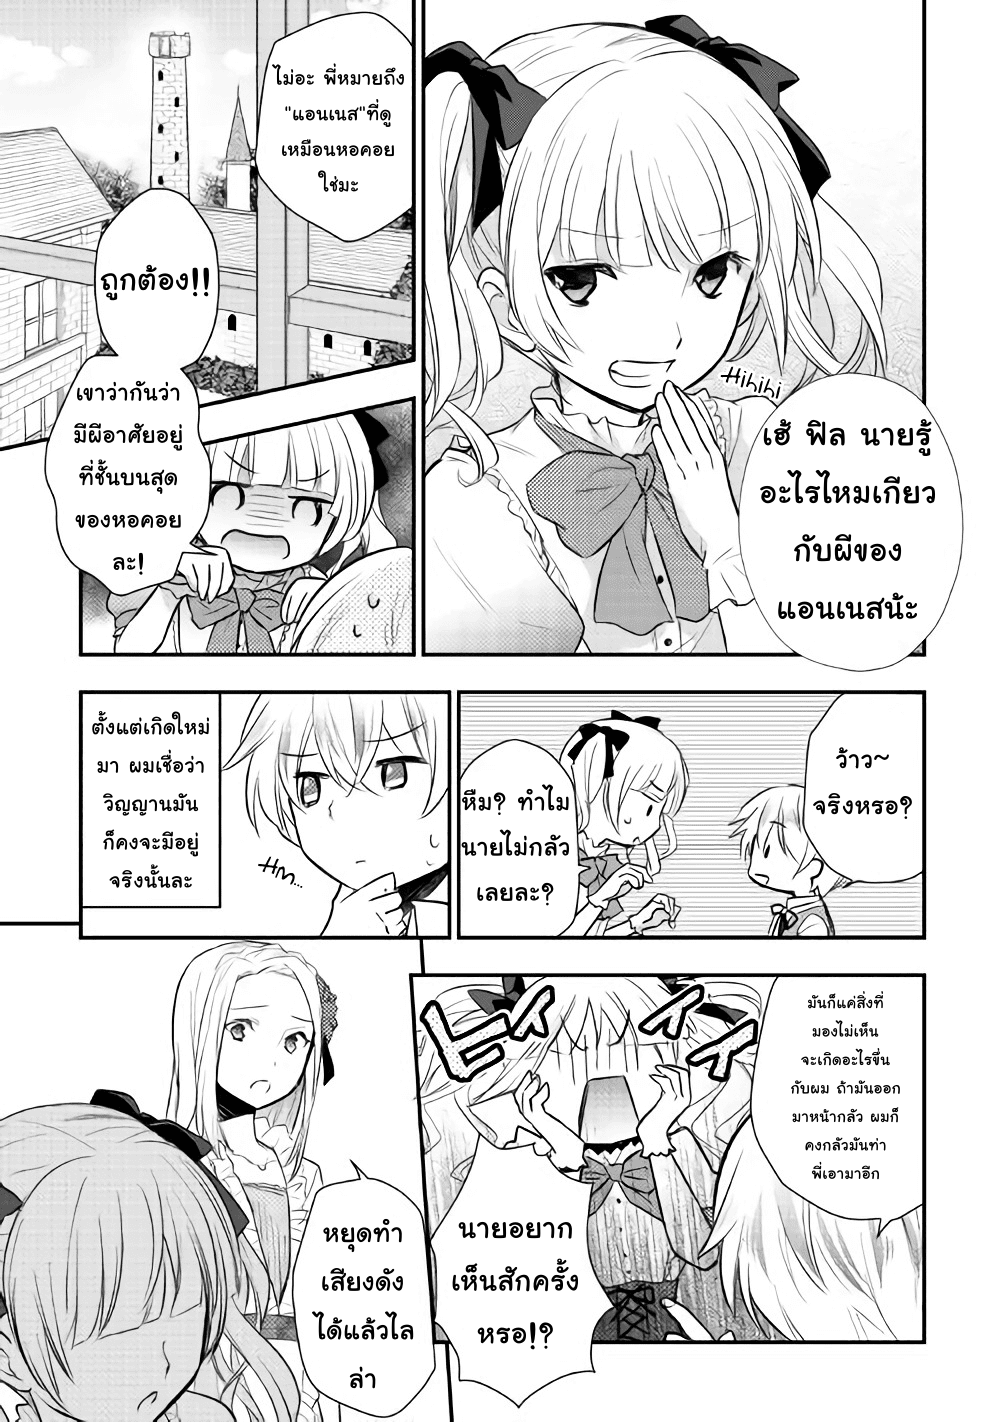 Hihihi
เฮ้ ฟิล นายรู้
อะไรไหมเกียว
กับผีของ
แอนเนสน้ะ
ไม่อะ พี่หมายถึง
"แอนเนส"ที่ดู
เหมือนหอคอย
ใช่มะ
ถูกต้อง!!
เขาว่ากันว่า
มีผีอาศัยอยู่
ที่ชั้นบนสุด
ของหอคอย
ละ!
ว้าว~
จริงหรอ?
หืม? ทำไม
นายไม่กลัว
เลยละ?
ตั้งแต่เกิดใหม่
มา ผมเชื่อว่า
วิญญานมัน
ก็คงจะมีอยู่
จริงนั้นละ
Hm...
มันก็แค่สิ่งที่
มองไม่เห็น
จะเกิดอะไรขึ่น
กับผม ถ้ามันออก
มาหน้ากลัว ผมก็
คงกลัวมันท่า
พี่เอามาอีก
ヒィィィ
นายอยาก
เห็นสักครั้ง
หรอ!?
หยุดทำ
เสียงดัง
ได้แล้วไล
ล่า